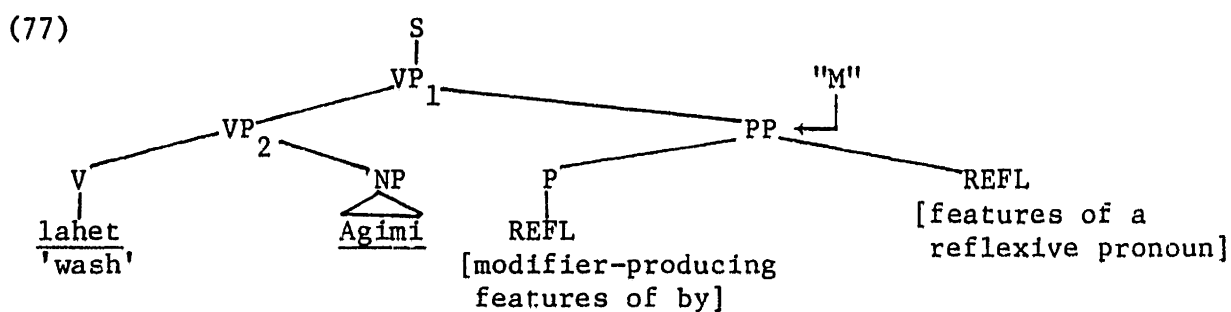 (77)
S
VP1 "M"
VP2 PP
V NP P REFL
lahet Agimi REFL [features of a
'wash' [modifier-producing reflexive pronoun]
features of by]